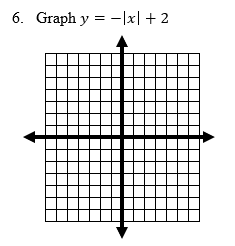 6. Graph y = −|x| + 2